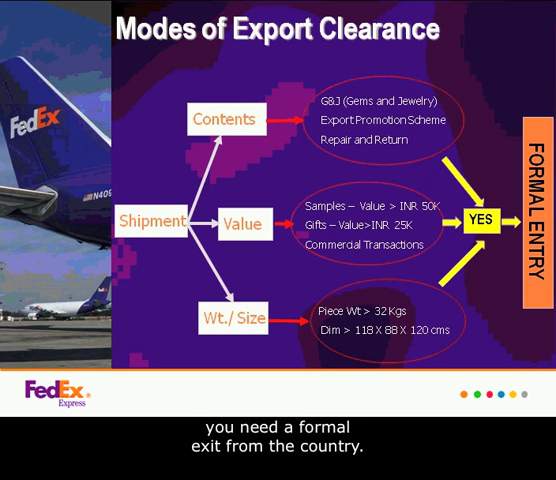 Modes of Export Clearance
FedEx
N409
Contents
G&J (Gems and Jewelry)
Export Promotion Scheme
Repair and Return
Shipment
Value
Samples – Value > INR 50K
Gifts – Value>INR 25K
Commercial Transactions
YES
FORMAL ENTRY
Wt./ Size
Piece Wt > 32 Kgs
Dim > 118 X 88 X 120 cms
FedEx®
Express
you need a formal
exit from the country.